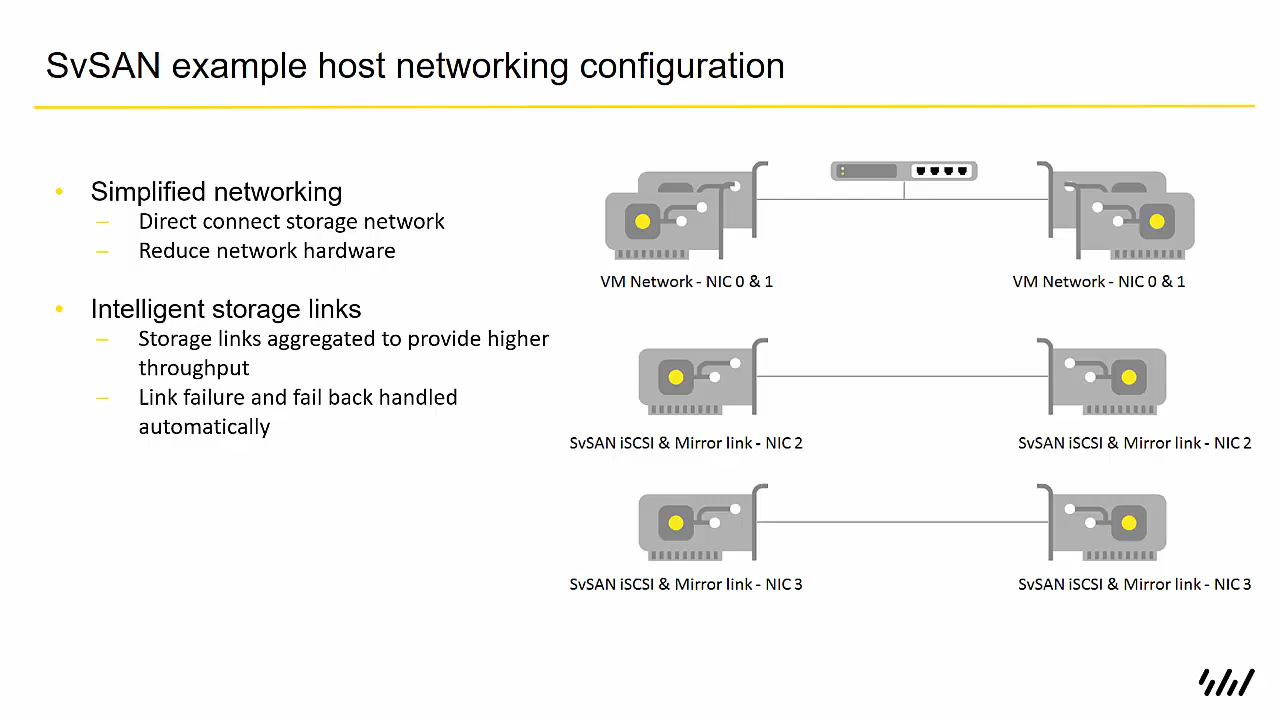 SvSAN example host networking configuration
• Simplified networking
– Direct connect storage network
– Reduce network hardware
• Intelligent storage links
– Storage links aggregated to provide higher
throughput
– Link failure and fail back handled
automatically
VM Network - NIC 0 & 1
VM Network - NIC 0 & 1
SvSAN iSCSI & Mirror link - NIC 2
SvSAN iSCSI & Mirror link - NIC 2
SvSAN iSCSI & Mirror link - NIC 3
SvSAN iSCSI & Mirror link - NIC 3